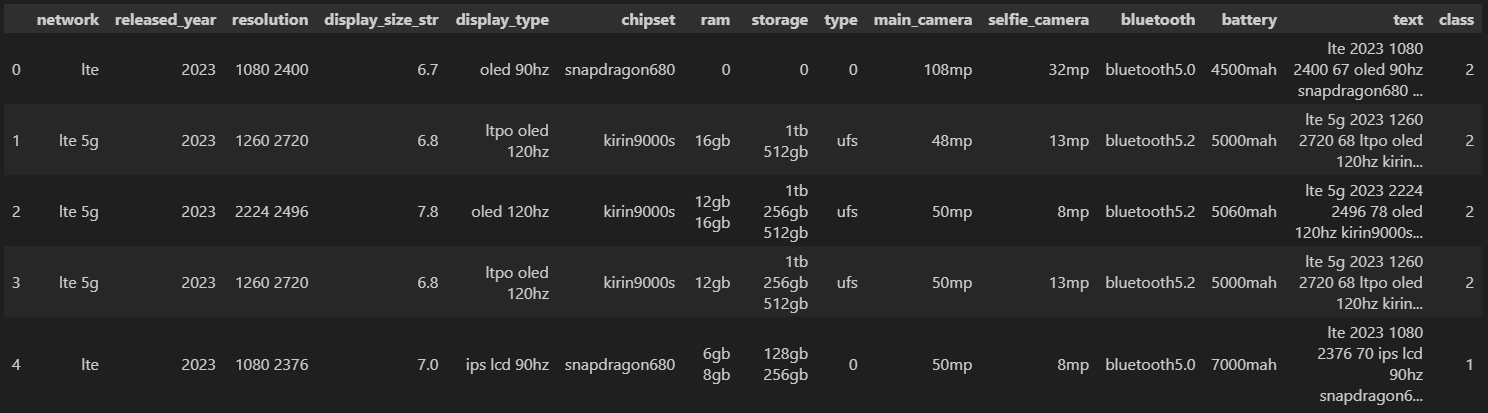 network released_year resolution display_size_str display_type chipset ram storage type main_camera selfie_camera bluetooth battery text class
0 lte 2023 1080 2400 6.7 oled 90hz snapdragon680 0 0 0 108mp 32mp bluetooth5.0 4500mah lte 2023 1080 2400 67 oled 90hz snapdragon680 ... 2
1 lte 5g 2023 1260 2720 6.8 ltpo oled 120hz kirin9000s 16gb 1tb 512gb ufs 48mp 13mp bluetooth5.2 5000mah lte 5g 2023 1260 2720 68 ltpo oled 120hz kirin... 2
2 lte 5g 2023 2224 2496 7.8 oled 120hz kirin9000s 12gb 16gb 1tb 256gb 512gb ufs 50mp 8mp bluetooth5.2 5060mah lte 5g 2023 2224 2496 78 oled 120hz kirin9000s... 2
3 lte 5g 2023 1260 2720 6.8 ltpo oled 120hz kirin9000s 12gb 1tb 256gb 512gb ufs 50mp 13mp bluetooth5.2 5000mah lte 5g 2023 1260 2720 68 ltpo oled 120hz kirin... 2
4 lte 2023 1080 2376 7.0 ips lcd 90hz snapdragon680 6gb 8gb 128gb 256gb 0 50mp 8mp bluetooth5.0 7000mah lte 2023 1080 2376 70 ips lcd 90hz snapdragon6... 1